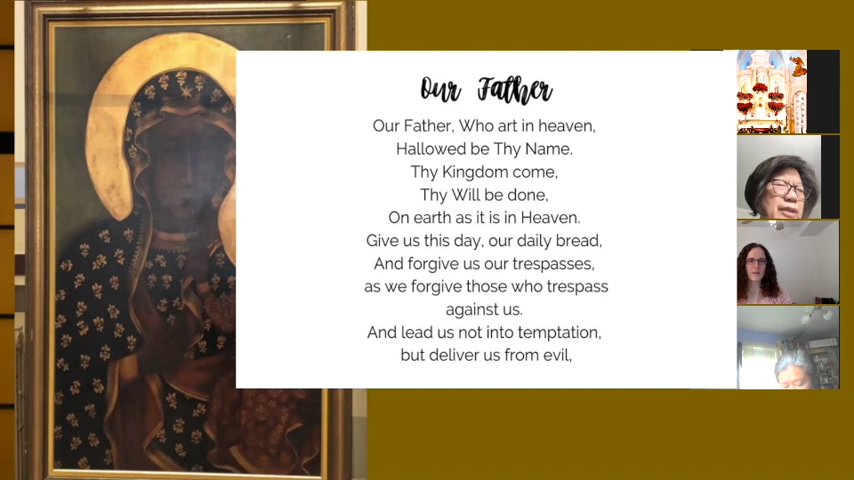 Our Father
Our Father, Who art in heaven,
Hallowed be Thy Name.
Thy Kingdom come,
Thy Will be done,
On earth as it is in Heaven.
Give us this day, our daily bread,
And forgive us our trespasses,
as we forgive those who trespass
against us.
And lead us not into temptation,
but deliver us from evil,